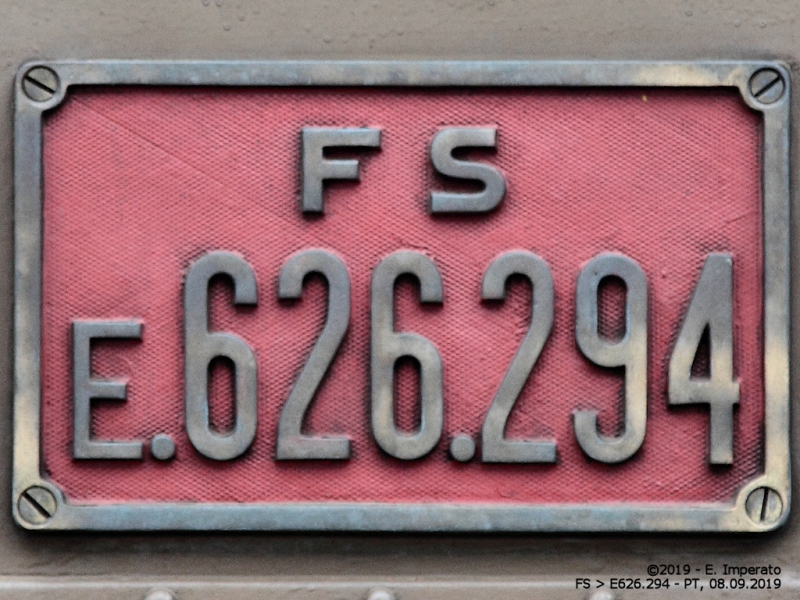 FS
E.626.294
©2019 - E. Imperato
FS > E626.294 - PT, 08.09.2019